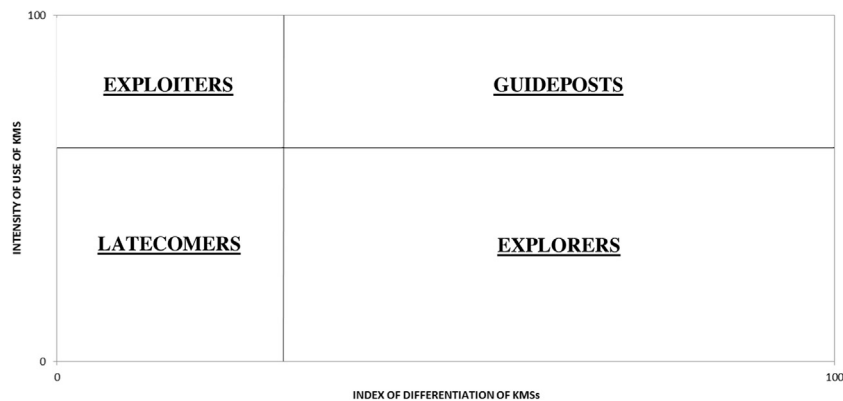 100
EXPLOITERS
GUIDEPOSTS
INTENSITY OF USE OF KMS
LATECOMERS
EXPLORERS
0
0
100
INDEX OF DIFFERENTIATION OF KMSs